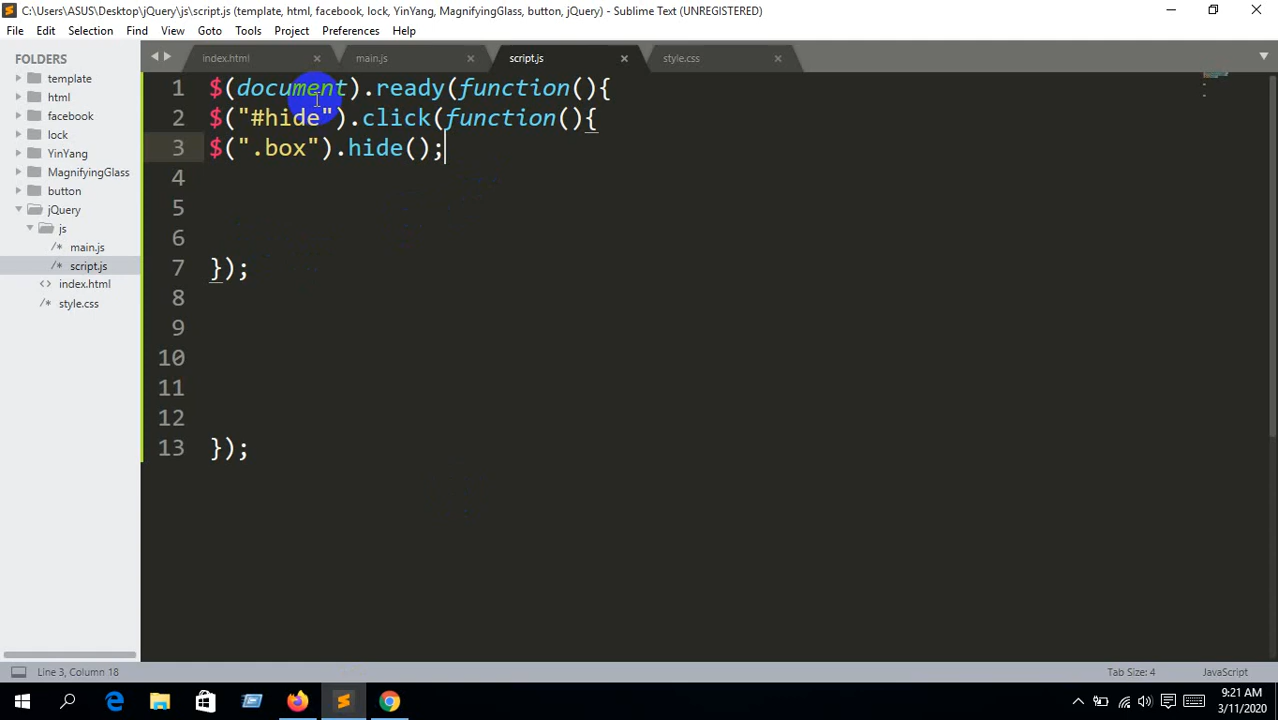 C:\Users\ASUS\Desktop\jQuery\js\script.js (template, html, facebook, lock, YinYang, MagnifyingGlass, button, jQuery) - Sublime Text (UNREGISTERED)
File Edit Selection Find View Goto Tools Project Preferences Help
FOLDERS
template
html
facebook
lock
YinYang
MagnifyingGlass
button
jQuery
js
/* main.js
/* script.js
<> index.html
/* style.css
index.html × main.js × script.js × style.css ×
1 $(document).ready(function(){
2 $("#hide").click(function(){
3 $(".box").hide();
4
5
6
7 });
8
9
10
11
12
13 });
Line 3, Column 18
Tab Size: 4
JavaScript
9:21 AM
3/11/2020